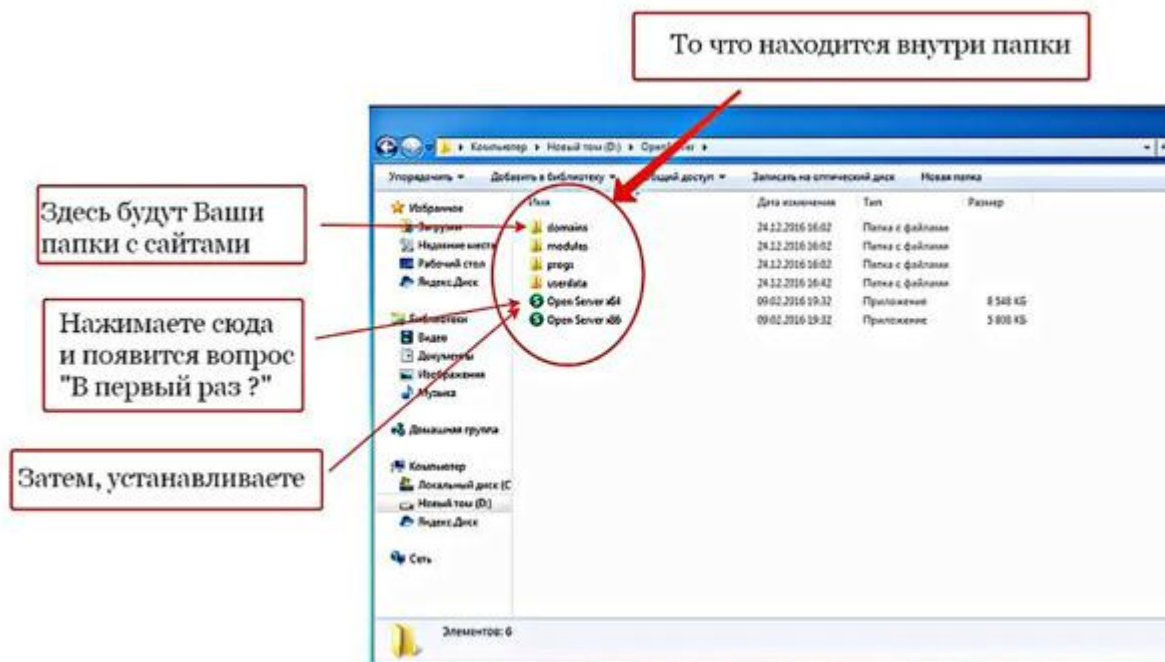 То что находится внутри папки
Компьютер Новый том (D:)
Упорядочить Добавить в библиотеку Общий доступ Записать на оптический диск Новая папка
Здесь будут Ваши
папки с сайтами
Нажимаете сюда
и появится вопрос
"В первый раз ?"
Затем, устанавливаете
Избранное
Загрузки
Недавние места
Рабочий стол
Яндекс.Диск
Библиотеки
Видео
Документы
Изображения
Музыка
Домашняя группа
Компьютер
Локальный диск (C
Новый том (D:)
Яндекс.Диск
Сеть
Имя Дата изменения Тип Размер
domains 24.12.2016 16:02 Папка с файлами
modules 24.12.2016 16:02 Папка с файлами
progs 24.12.2016 16:02 Папка с файлами
userdata 24.12.2016 16:42 Папка с файлами
Open Server x64 09.02.2016 19:32 Приложение 8 548 КБ
Open Server x86 09.02.2016 19:32 Приложение КБ
Элементов: 6